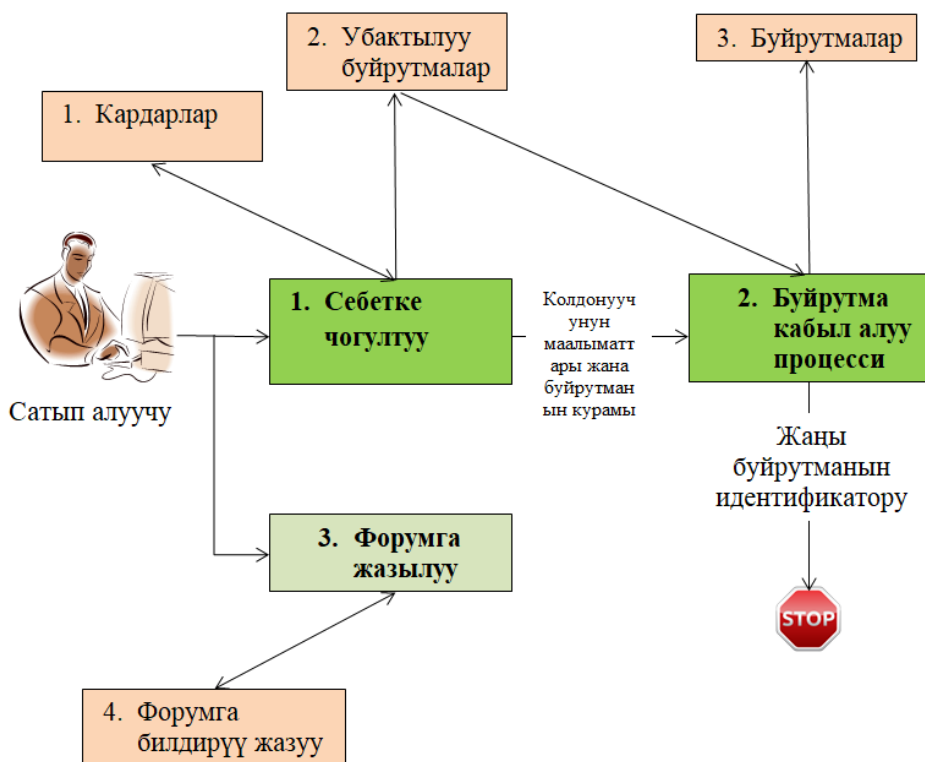 2. Убактылуу
буйрутмалар
3. Буйрутмалар
1. Кардарлар
1. Себетке
чогултуу
Колдонууч
унун
маалыматт
ары жана
буйрутман
ын курамы
2. Буйрутма
кабыл алуу
процесси
Сатып алуучу
Жаңы
буйрутманын
идентификатору
3. Форумга
жазылуу
STOP
4. Форумга
билдирүү жазуу